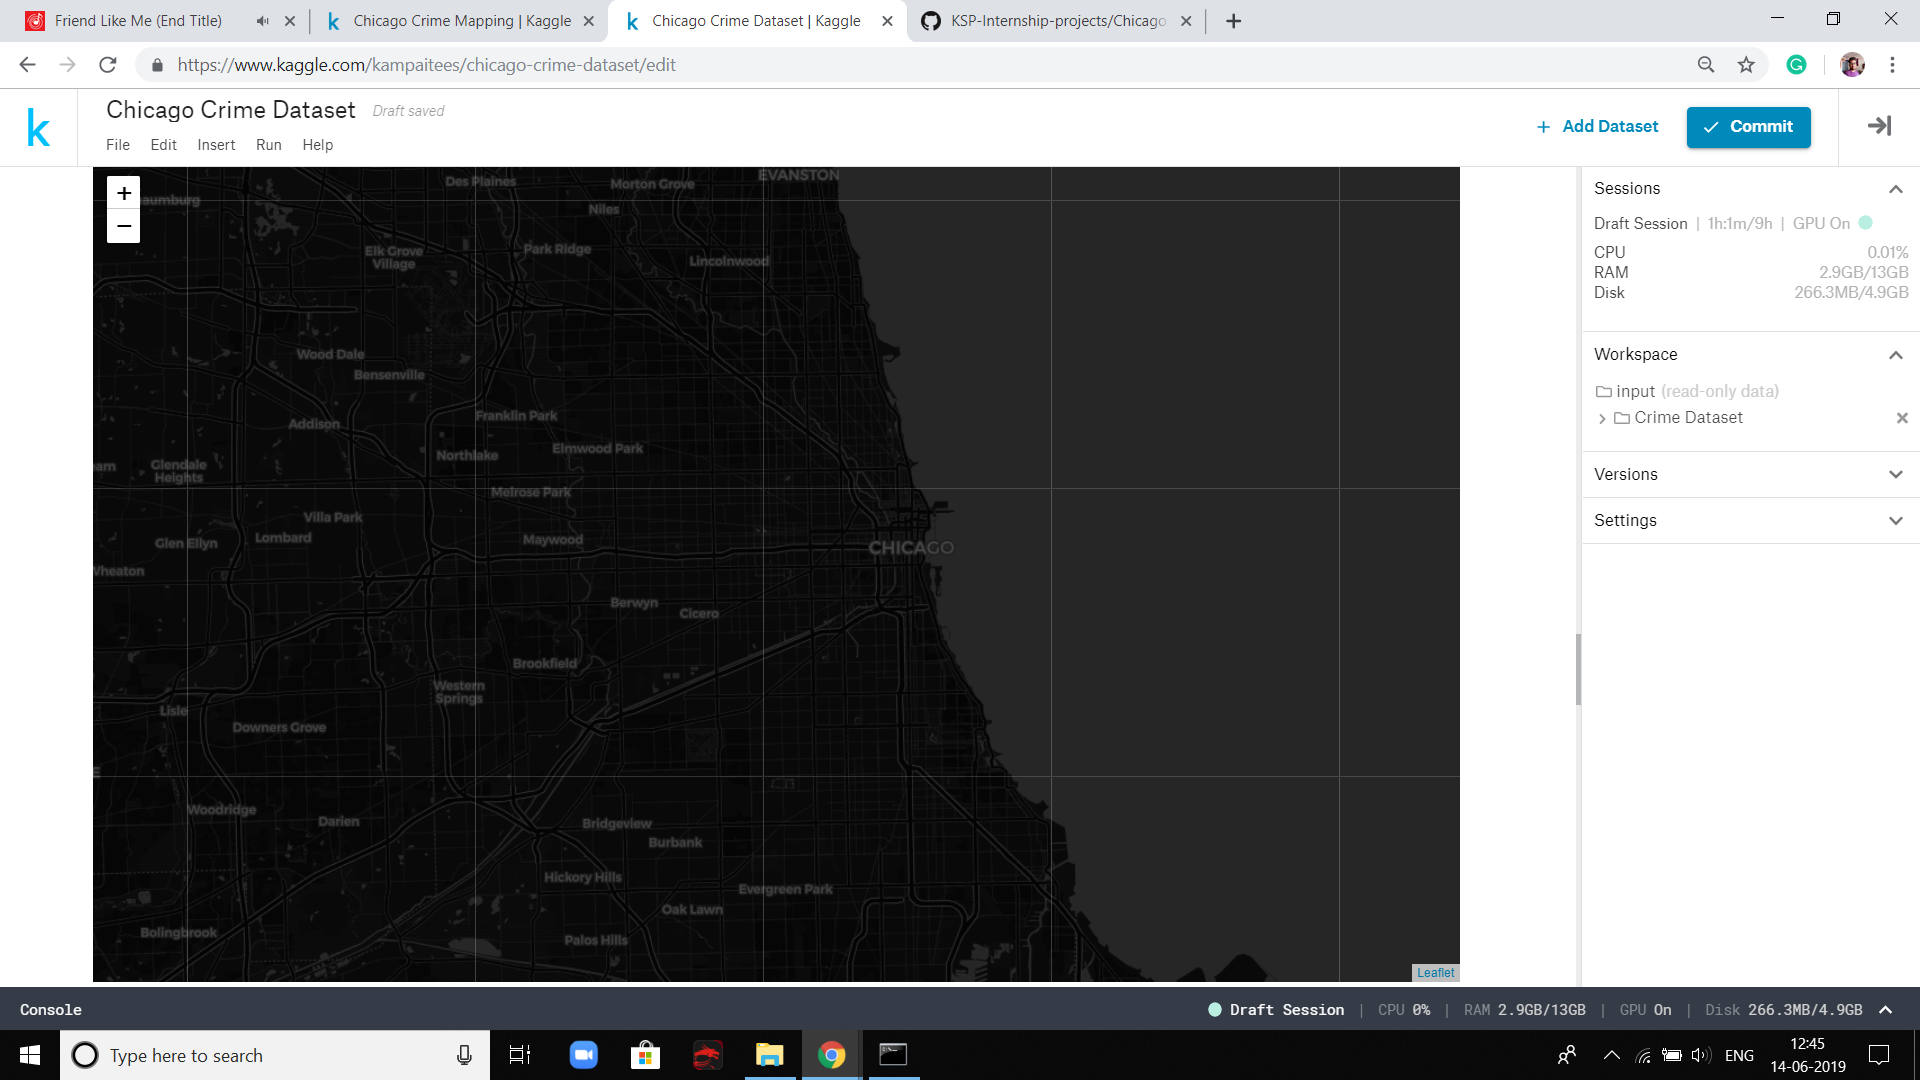 Friend Like Me (End Title)
Chicago Crime Mapping | Kaggle
Chicago Crime Dataset | Kaggle
KSP-Internship-projects/Chicago
https://www.kaggle.com/kampaitees/chicago-crime-dataset/edit
Chicago Crime Dataset
Draft saved
File Edit Insert Run Help
+ Add Dataset
Commit
+
−
aumburg
Des Plaines
Morton Grove
EVANSTON
Niles
Elk Grove
Village
Park Ridge
Lincolnwood
Wood Dale
Bensenville
Franklin Park
Addison
Elmwood Park
Northlake
am
Glendale
Heights
Melrose Park
Villa Park
Glen Ellyn
Lombard
Maywood
CHICAGO
Wheaton
Berwyn
Cicero
Brookfield
Western
Springs
Lisle
Downers Grove
Woodridge
Darien
Bridgeview
Burbank
Hickory Hills
Evergreen Park
Oak Lawn
Bolingbrook
Palos Hills
Leaflet
Sessions
Draft Session | 1h:1m/9h | GPU On
CPU 0.01%
RAM 2.9GB/13GB
Disk 266.3MB/4.9GB
Workspace
input (read-only data)
Crime Dataset
Versions
Settings
Console
Draft Session | CPU 0% | RAM 2.9GB/13GB | GPU On | Disk 266.3MB/4.9GB
Type here to search
ENG
12:45
14-06-2019